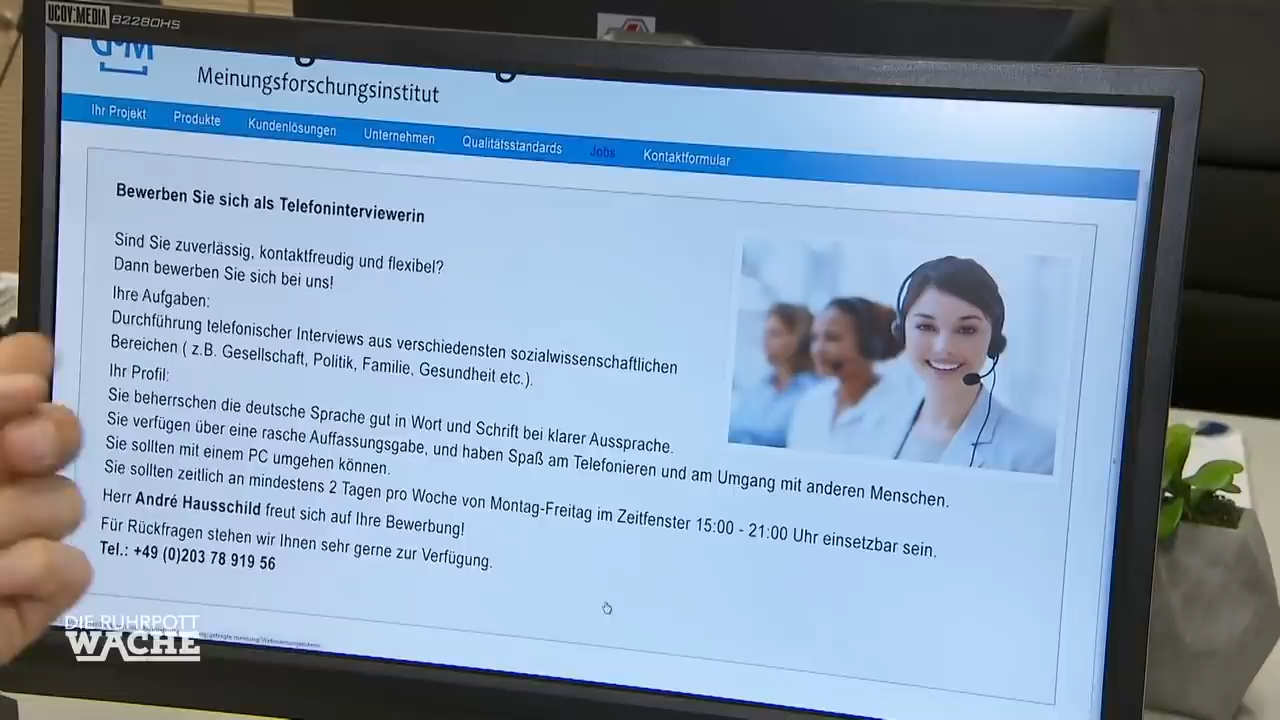 UCOV:MEDIA B2280HS
Meinungsforschungsinstitut
Ihr Projekt Produkte Kundenlösungen Unternehmen Qualitätsstandards Jobs Kontaktformular
Bewerben Sie sich als Telefoninterviewerin
Sind Sie zuverlässig, kontaktfreudig und flexibel?
Dann bewerben Sie sich bei uns!
Ihre Aufgaben:
Durchführung telefonischer Interviews aus verschiedensten sozialwissenschaftlichen
Bereichen ( z.B. Gesellschaft, Politik, Familie, Gesundheit etc.).
Ihr Profil:
Sie beherrschen die deutsche Sprache gut in Wort und Schrift bei klarer Aussprache.
Sie verfügen über eine rasche Auffassungsgabe, und haben Spaß am Telefonieren und am Umgang mit anderen Menschen.
Sie sollten mit einem PC umgehen können.
Sie sollten zeitlich an mindestens 2 Tagen pro Woche von Montag-Freitag im Zeitfenster 15:00 - 21:00 Uhr einsetzbar sein.
Herr André Hausschild freut sich auf Ihre Bewerbung!
Für Rückfragen stehen wir Ihnen sehr gerne zur Verfügung.
Tel.: +49 (0)203 78 919 56
DIE RUHRPOTT
WACHE